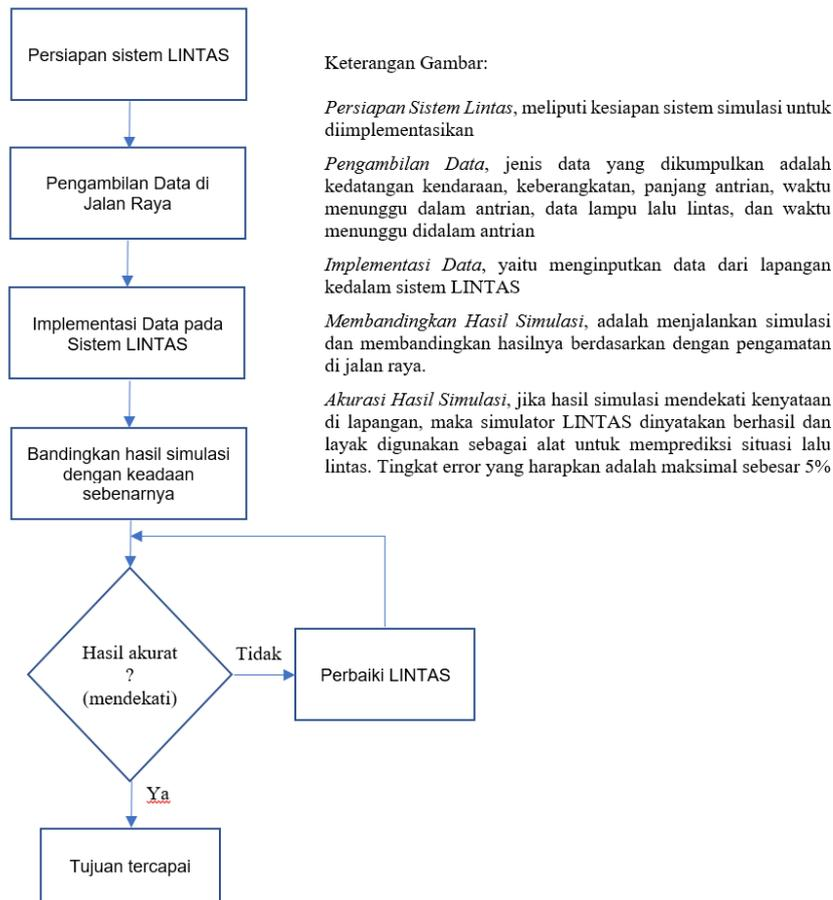 Persiapan sistem LINTAS
Pengambilan Data di
Jalan Raya
Implementasi Data pada
Sistem LINTAS
Bandingkan hasil simulasi
dengan keadaan
sebenarnya
Hasil akurat
?
(mendekati)
Tidak
Perbaiki LINTAS
Ya
Tujuan tercapai
Keterangan Gambar:
Persiapan Sistem Lintas, meliputi kesiapan sistem simulasi untuk
diimplementasikan
Pengambilan Data, jenis data yang dikumpulkan adalah
kedatangan kendaraan, keberangkatan, panjang antrian, waktu
menunggu dalam antrian, data lampu lalu lintas, dan waktu
menunggu didalam antrian
Implementasi Data, yaitu menginputkan data dari lapangan
kedalam sistem LINTAS
Membandingkan Hasil Simulasi, adalah menjalankan simulasi
dan membandingkan hasilnya berdasarkan dengan pengamatan
di jalan raya.
Akurasi Hasil Simulasi, jika hasil simulasi mendekati kenyataan
di lapangan, maka simulator LINTAS dinyatakan berhasil dan
layak digunakan sebagai alat untuk memprediksi situasi lalu
lintas. Tingkat error yang harapkan adalah maksimal sebesar 5%